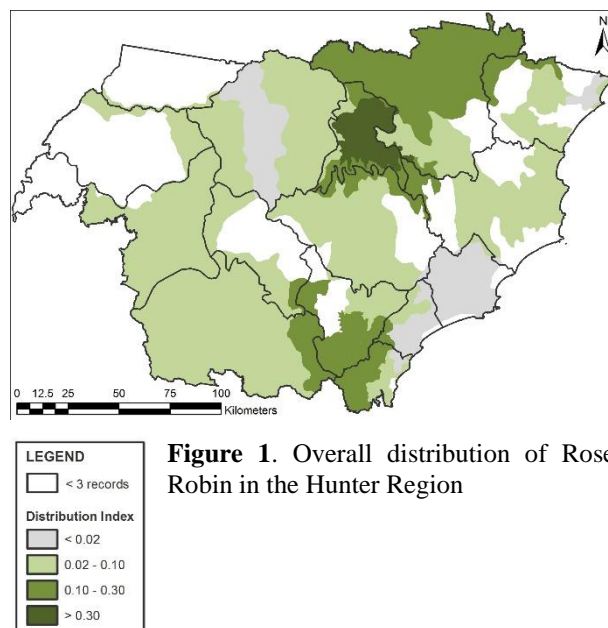 N
0 12.5 25 50 75 100
Kilometers
LEGEND
< 3 records
Distribution Index
< 0.02
0.02 - 0.10
0.10 - 0.30
> 0.30
Figure 1. Overall distribution of Rose
Robin in the Hunter Region